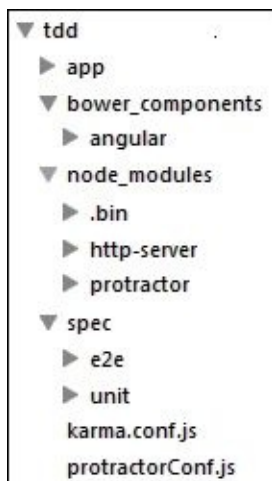 tdd
app
bower_components
angular
node_modules
.bin
http-server
protractor
spec
e2e
unit
karma.conf.js
protractorConf.js